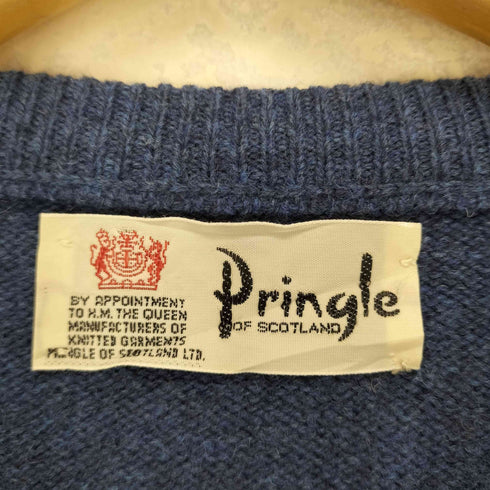 BY APPOINTMENT
TO H.M. THE QUEEN
MANUFACTURERS OF
KNITTED GARMENTS
PRINGLE OF SCOTLAND LTD.
Pringle
OF SCOTLAND